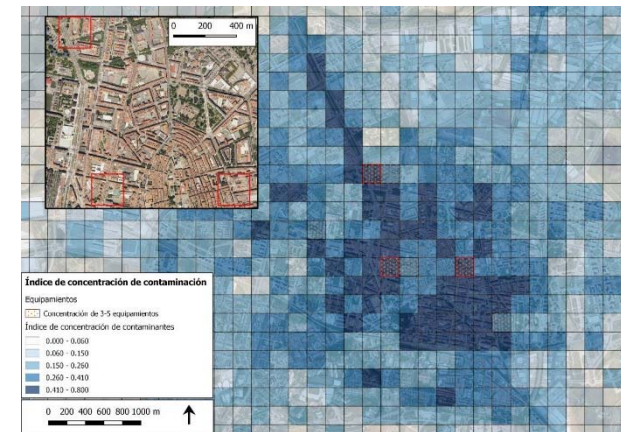 0 200 400 m
Índice de concentración de contaminación
Equipamientos
Concentración de 3-5 equipamientos
Índice de concentración de contaminantes
0.000 - 0.060
0.060 - 0.150
0.150 - 0.260
0.260 - 0.410
0.410 - 0.800
0 200 400 600 800 1000 m